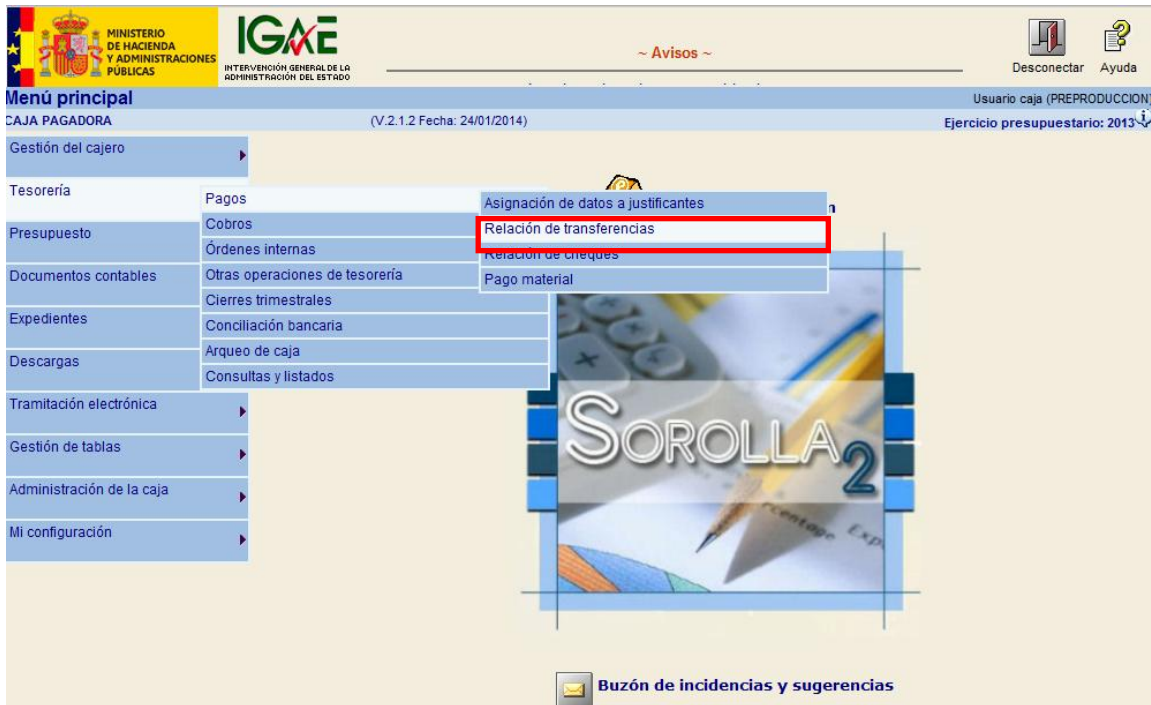 MINISTERIO
DE HACIENDA
Y ADMINISTRACIONES
PÚBLICAS
IGAE
INTERVENCIÓN GENERAL DE LA
ADMINISTRACIÓN DEL ESTADO
~ Avisos ~
Desconectar Ayuda
Menú principal
Usuario caja (PREPRODUCCION)
CAJA PAGADORA
(V.2.1.2 Fecha: 24/01/2014)
Ejercicio presupuestario: 2013
Gestión del cajero
Tesorería
Presupuesto
Documentos contables
Expedientes
Descargas
Tramitación electrónica
Gestión de tablas
Administración de la caja
Mi configuración
Pagos
Cobros
Órdenes internas
Otras operaciones de tesorería
Cierres trimestrales
Conciliación bancaria
Arqueo de caja
Consultas y listados
Asignación de datos a justificantes
Relación de transferencias
Relación de cheques
Pago material
SOROLLA2
Buzón de incidencias y sugerencias